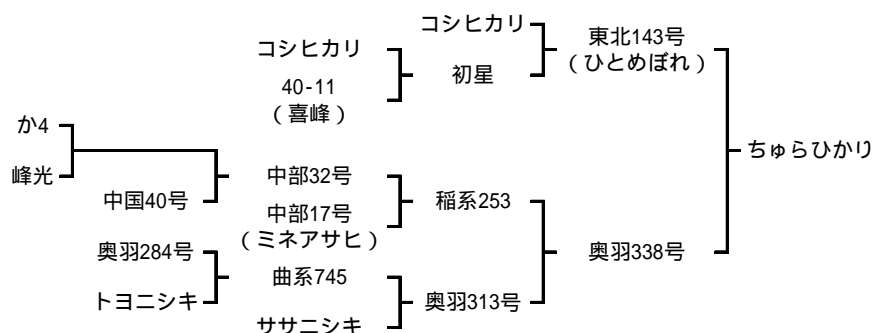 コシヒカリ
東北143号
(ひとめぼれ)
コシヒカリ
初星
40-11
(喜峰)
か4
ちゅらひかり
峰光
中部32号
中国40号
稲系253
中部17号
(ミネアサヒ)
奥羽284号
奥羽338号
曲系745
トヨニシキ
奥羽313号
ササニシキ